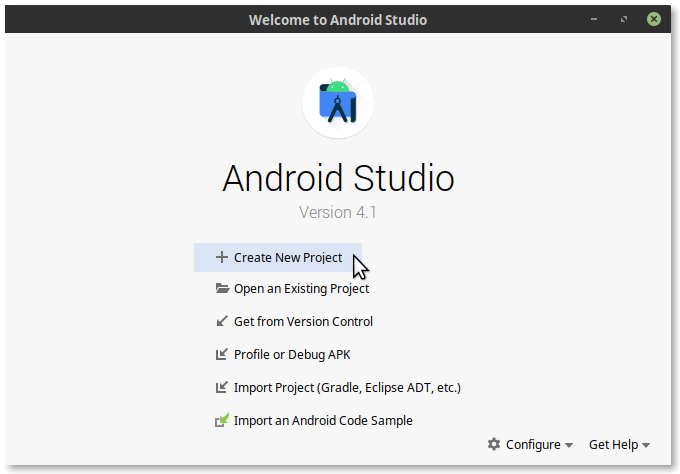 Welcome to Android Studio
Android Studio
Version 4.1
Create New Project
Open an Existing Project
Get from Version Control
Profile or Debug APK
Import Project (Gradle, Eclipse ADT, etc.)
Import an Android Code Sample
Configure Get Help